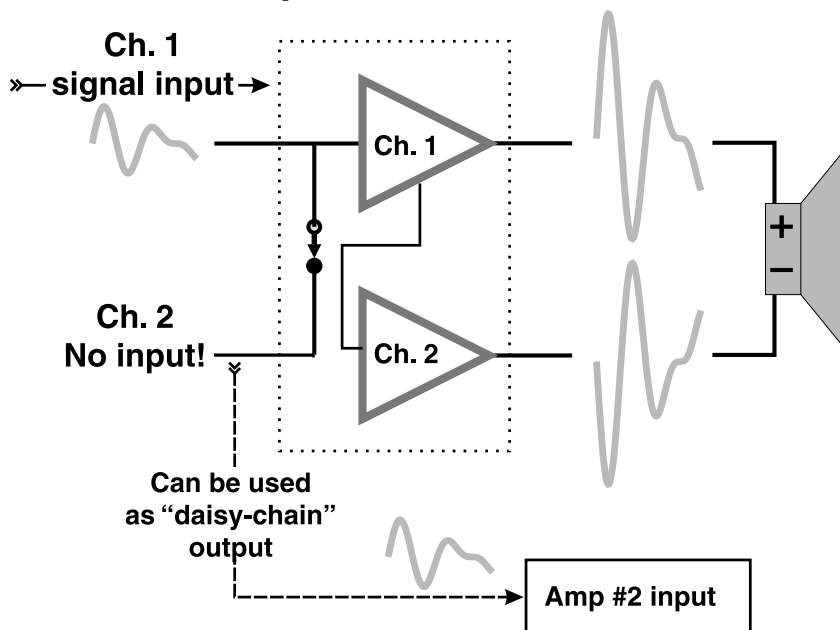 Ch. 1
signal input
Ch. 1
+
−
Ch. 2
No input!
Ch. 2
Can be used
as “daisy-chain”
output
Amp #2 input